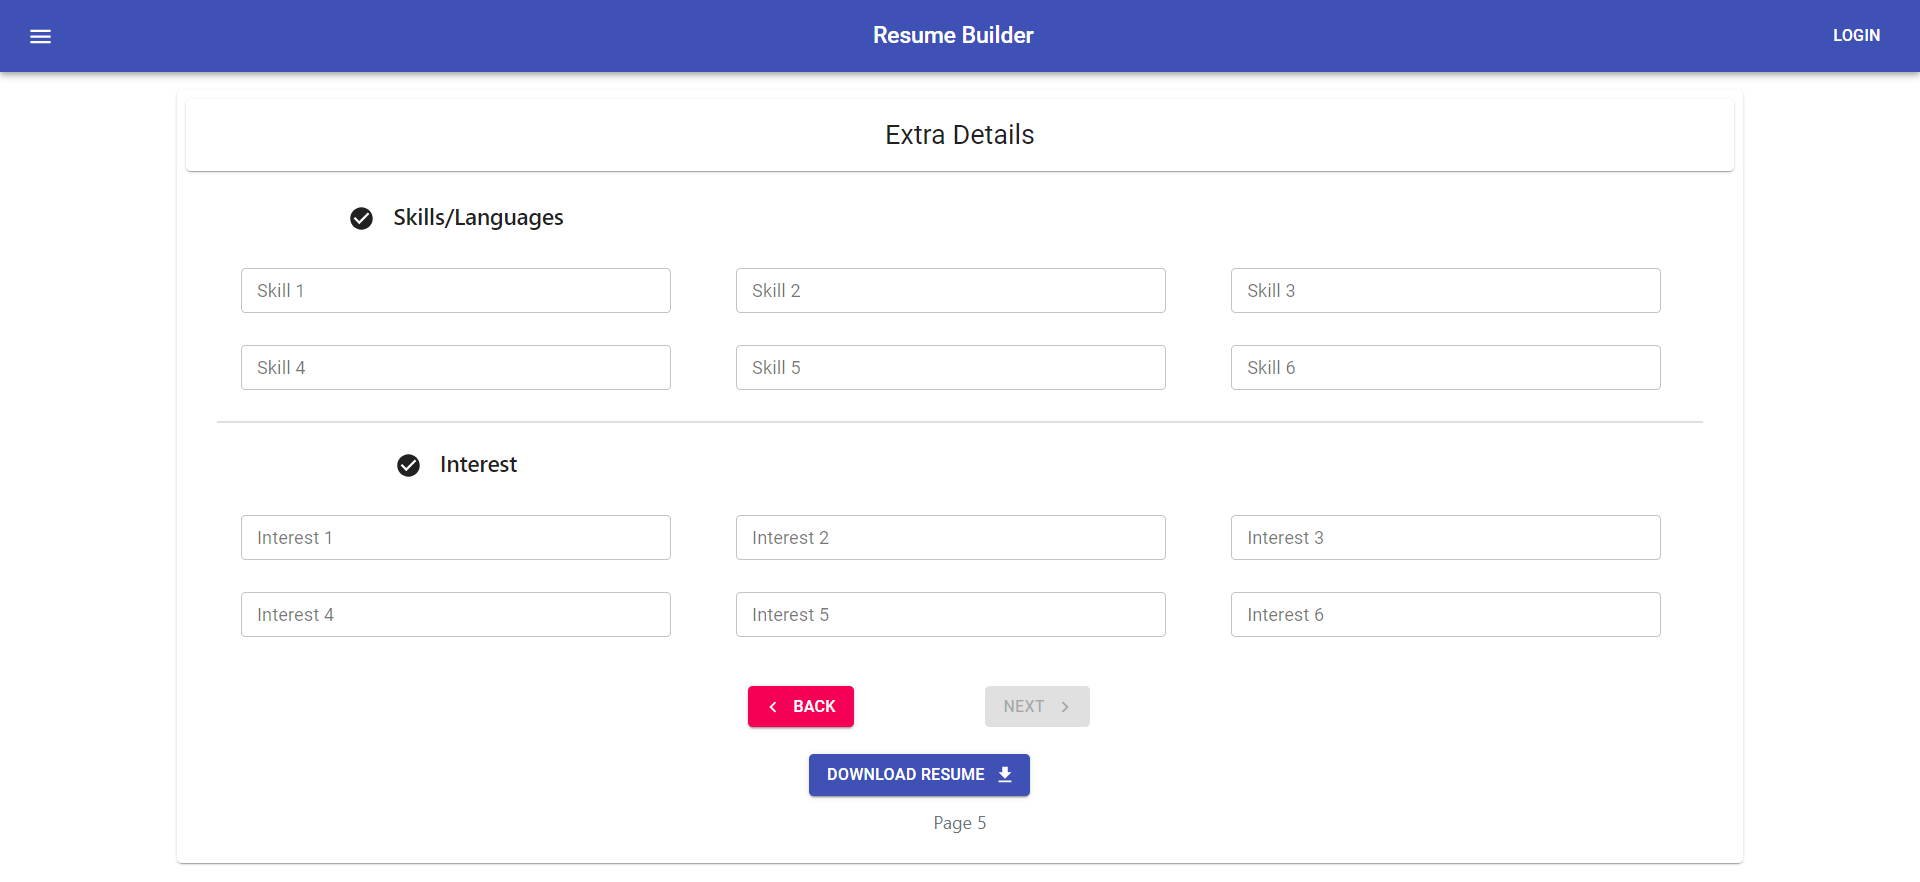 Resume Builder
LOGIN
Extra Details
Skills/Languages
Skill 1
Skill 2
Skill 3
Skill 4
Skill 5
Skill 6
Interest
Interest 1
Interest 2
Interest 3
Interest 4
Interest 5
Interest 6
BACK
NEXT
DOWNLOAD RESUME
Page 5